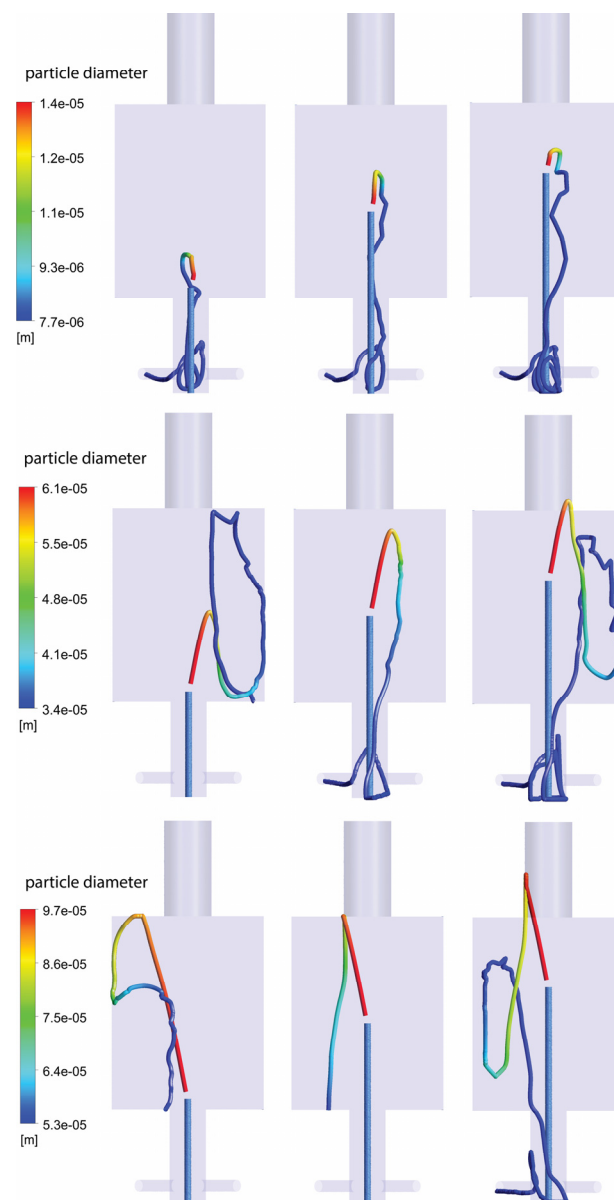 particle diameter
1.4e-05
1.2e-05
1.1e-05
9.3e-06
7.7e-06
[m]
particle diameter
6.1e-05
5.5e-05
4.8e-05
4.1e-05
3.4e-05
[m]
particle diameter
9.7e-05
8.6e-05
7.5e-05
6.4e-05
5.3e-05
[m]